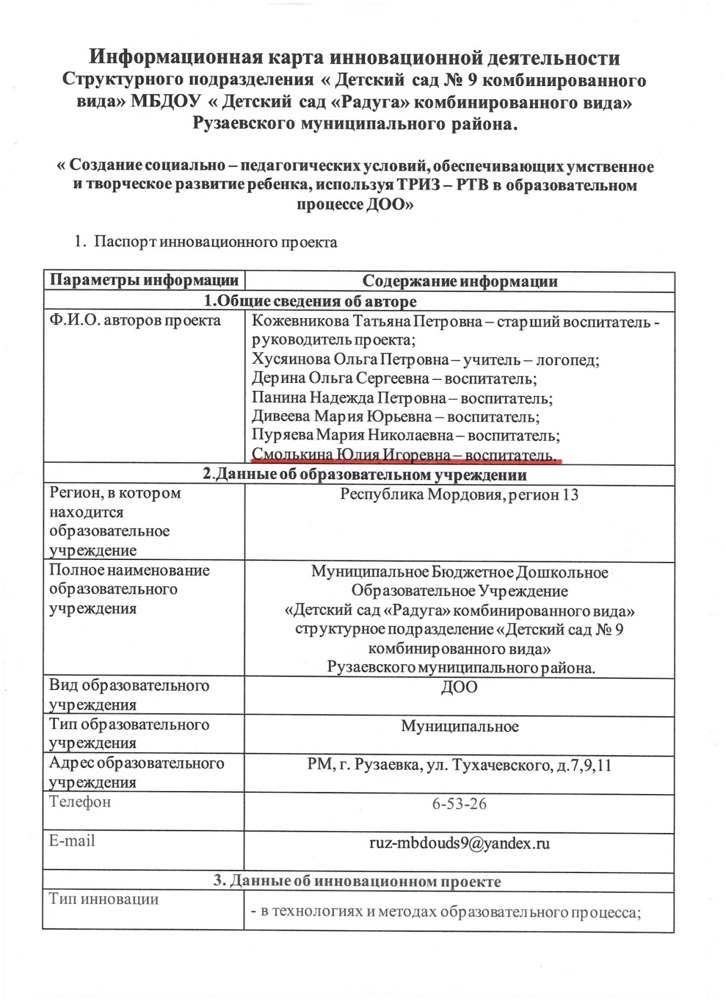 Информационная карта инновационной деятельности
Структурного подразделения « Детский сад № 9 комбинированного
вида» МБДОУ « Детский сад «Радуга» комбинированного вида»
Рузаевского муниципального района.
« Создание социально – педагогических условий, обеспечивающих умственное
и творческое развитие ребенка, используя ТРИЗ – РТВ в образовательном
процессе ДОО»
1. Паспорт инновационного проекта
Параметры информации Содержание информации
1.Общие сведения об авторе
Ф.И.О. авторов проекта Кожевникова Татьяна Петровна – старший воспитатель -
руководитель проекта;
Хусяинова Ольга Петровна – учитель – логопед;
Дерина Ольга Сергеевна – воспитатель;
Панина Надежда Петровна – воспитатель;
Дивеева Мария Юрьевна – воспитатель;
Пуряева Мария Николаевна – воспитатель;
Смолькина Юлия Игоревна – воспитатель.
2.Данные об образовательном учреждении
Регион, в котором Республика Мордовия, регион 13
находится
образовательное
учреждение
Полное наименование Муниципальное Бюджетное Дошкольное
образовательного Образовательное Учреждение
учреждения «Детский сад «Радуга» комбинированного вида»
структурное подразделение «Детский сад № 9
комбинированного вида»
Рузаевского муниципального района.
Вид образовательного ДОО
учреждения
Тип образовательного Муниципальное
учреждения
Адрес образовательного РМ, г. Рузаевка, ул. Тухачевского, д.7,9,11
учреждения
Телефон 6-53-26
E-mail ruz-mbdouds9@yandex.ru
3. Данные об инновационном проекте
Тип инновации - в технологиях и методах образовательного процесса;